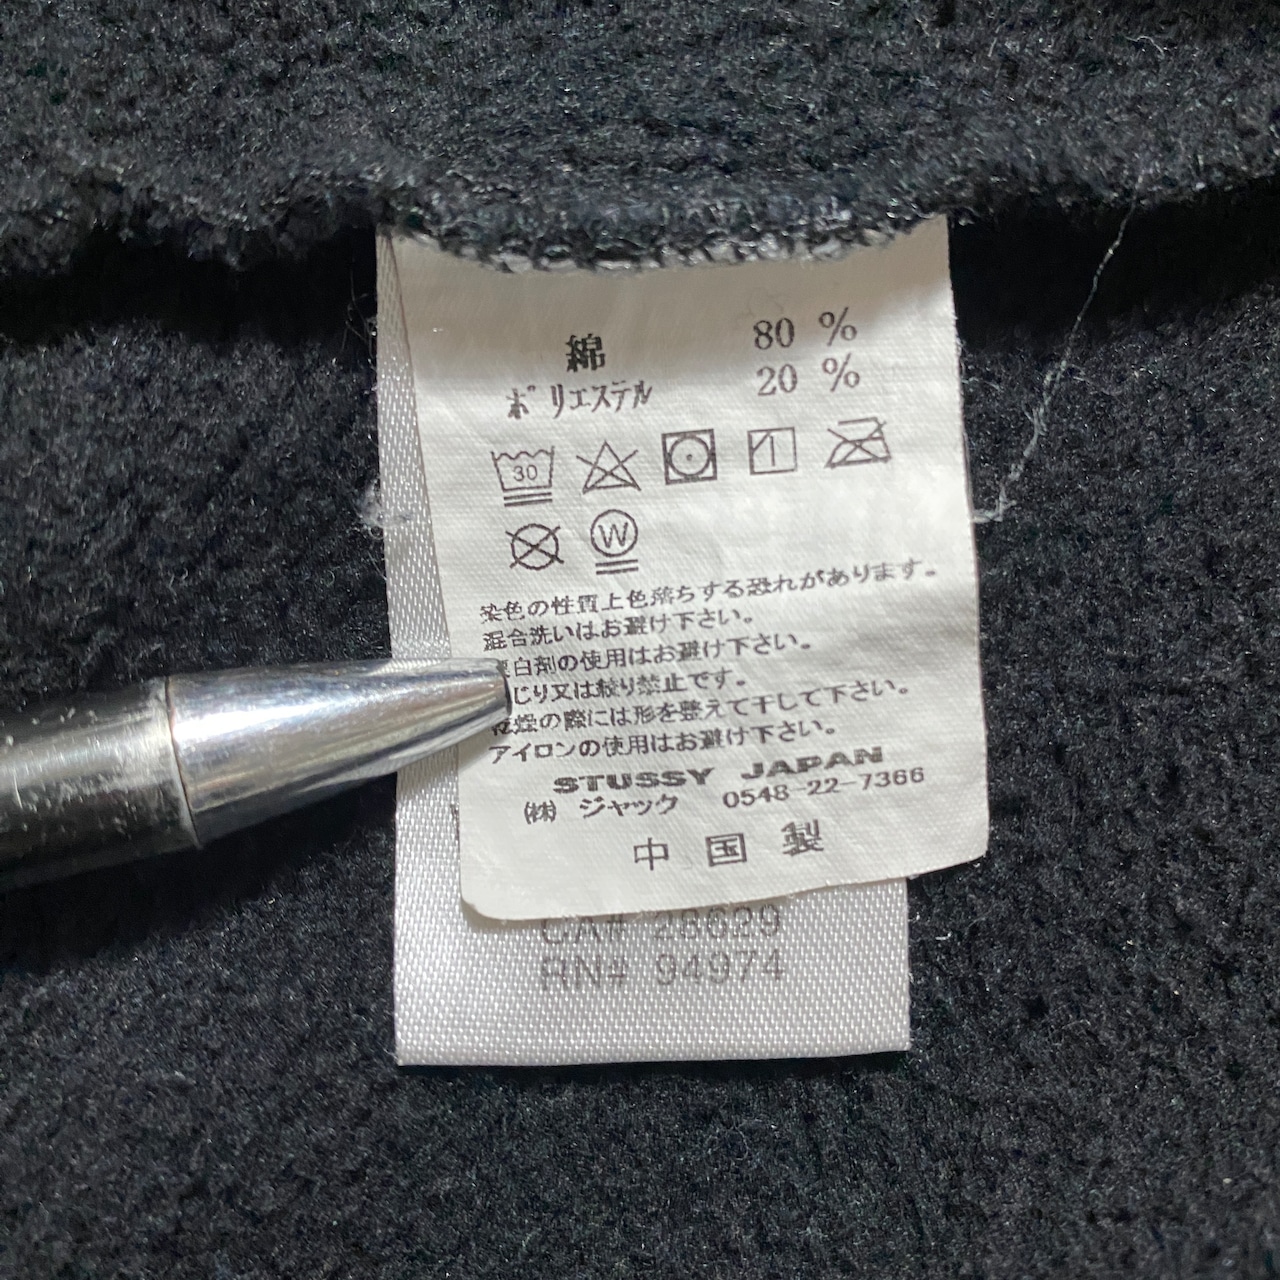 綿 80 %
ポリエステル 20 %
30
W
染色の性質上色落ちする恐れがあります。
混合洗いはお避け下さい。
白剤の使用はお避け下さい。
じり又は絞り禁止です。
乾燥の際には形を整えて干して下さい。
アイロンの使用はお避け下さい。
STUSSY JAPAN
㈱ ジャック 0548-22-7366
中国製
CA# 28629
RN# 94974